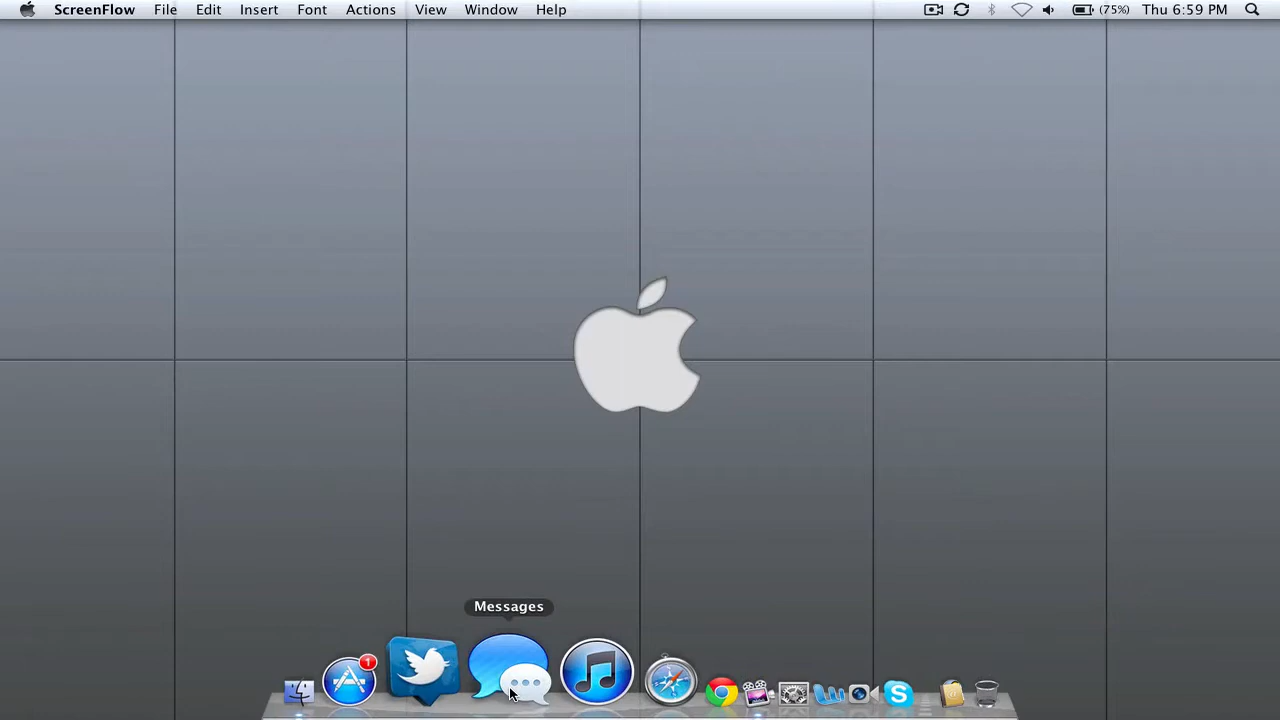 ScreenFlow File Edit Insert Font Actions View Window Help (75%) Thu 6:59 PM
Messages
1